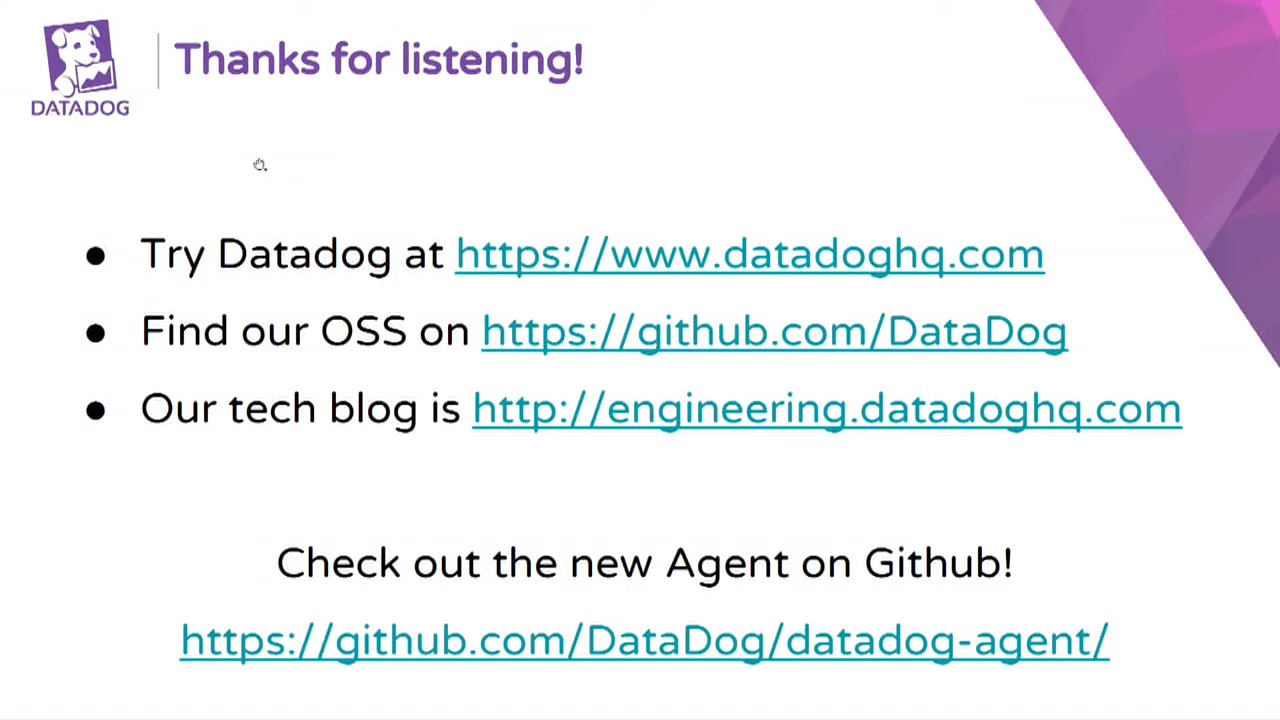 DATADOG
Thanks for listening!
● Try Datadog at https://www.datadoghq.com
● Find our OSS on https://github.com/DataDog
● Our tech blog is http://engineering.datadoghq.com
Check out the new Agent on Github!
https://github.com/DataDog/datadog-agent/